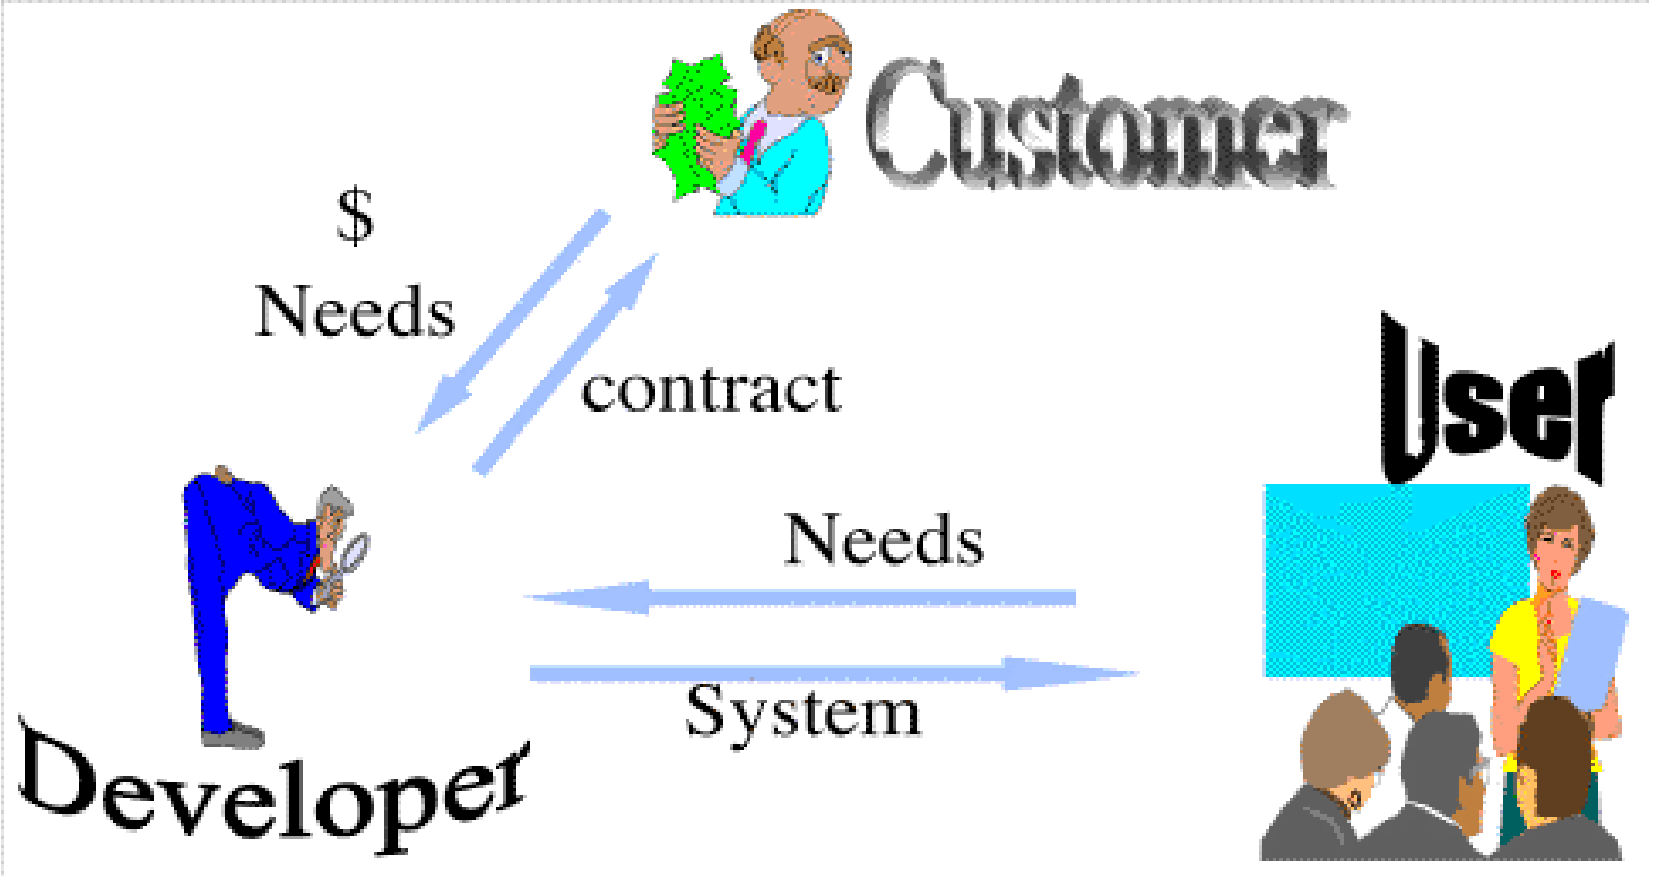 Customer
$
Needs
contract
User
Needs
System
Developer